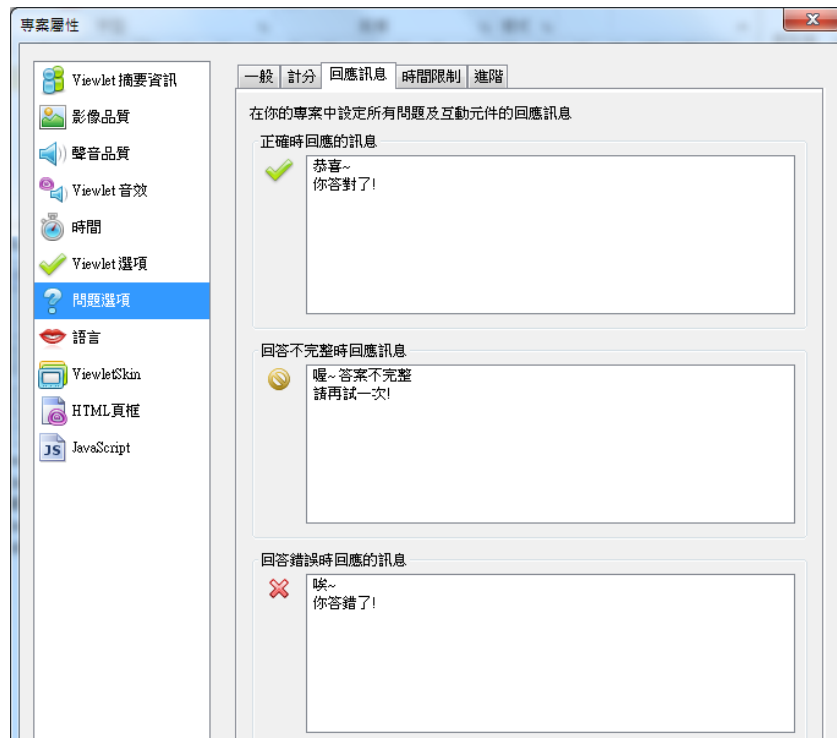 專案屬性
Viewlet 摘要資訊
影像品質
聲音品質
Viewlet 音效
時間
Viewlet 選項
問題選項
語言
ViewletSkin
HTML頁框
JS JavaScript
一般 計分 回應訊息 時間限制 進階
在你的專案中設定所有問題及互動元件的回應訊息
正確時回應的訊息
恭喜~
你答對了!
回答不完整時回應訊息
喔~答案不完整
請再試一次!
回答錯誤時回應的訊息
唉~
你答錯了!